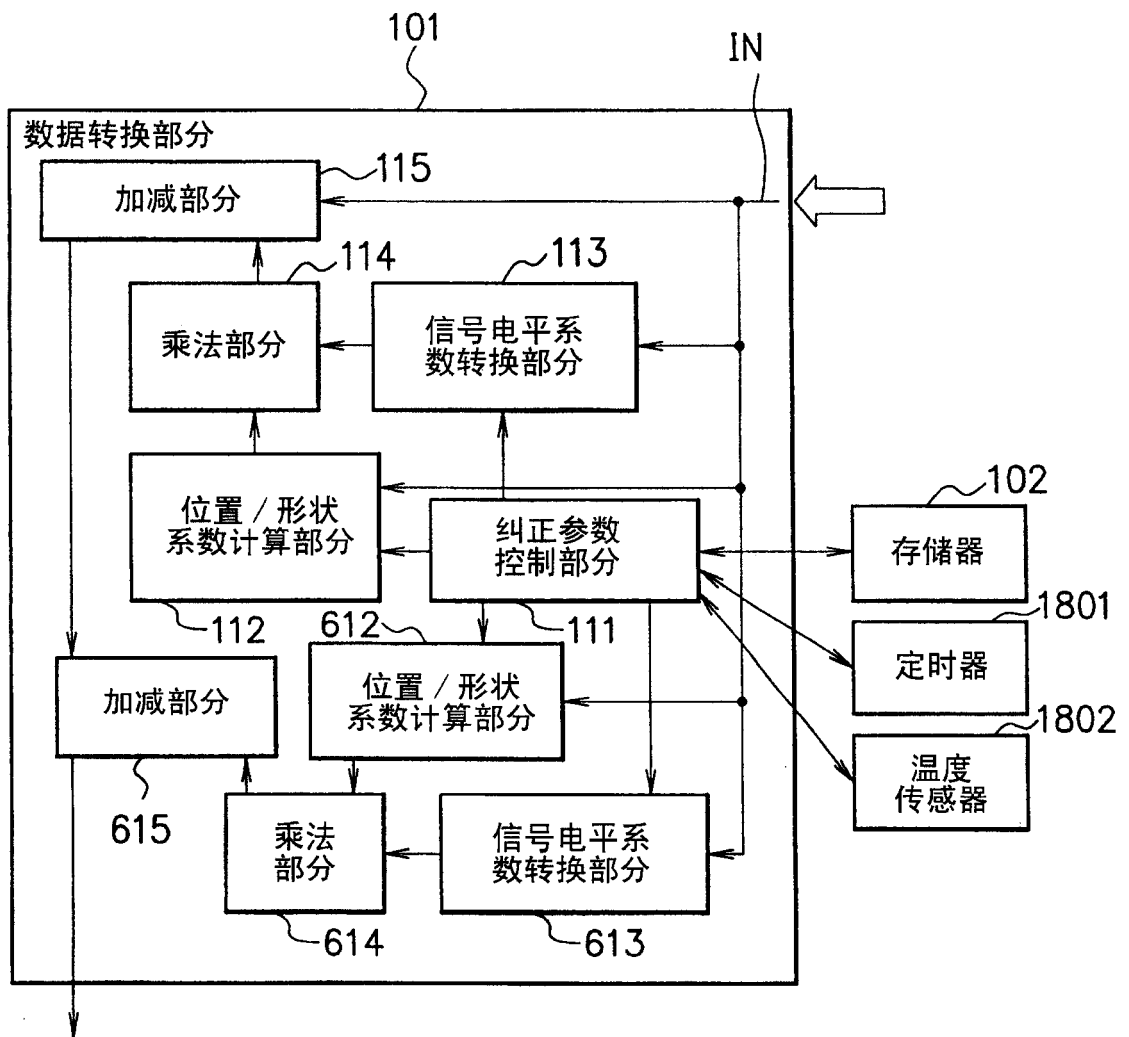 101
IN
数据转换部分
115
加减部分
114
113
乘法部分
信号电平系
数转换部分
位置/形状
系数计算部分
纠正参数
控制部分
102
存储器
112
612
111
1801
定时器
加减部分
位置/形状
系数计算部分
1802
温度
传感器
615
乘法
部分
信号电平系
数转换部分
614
613